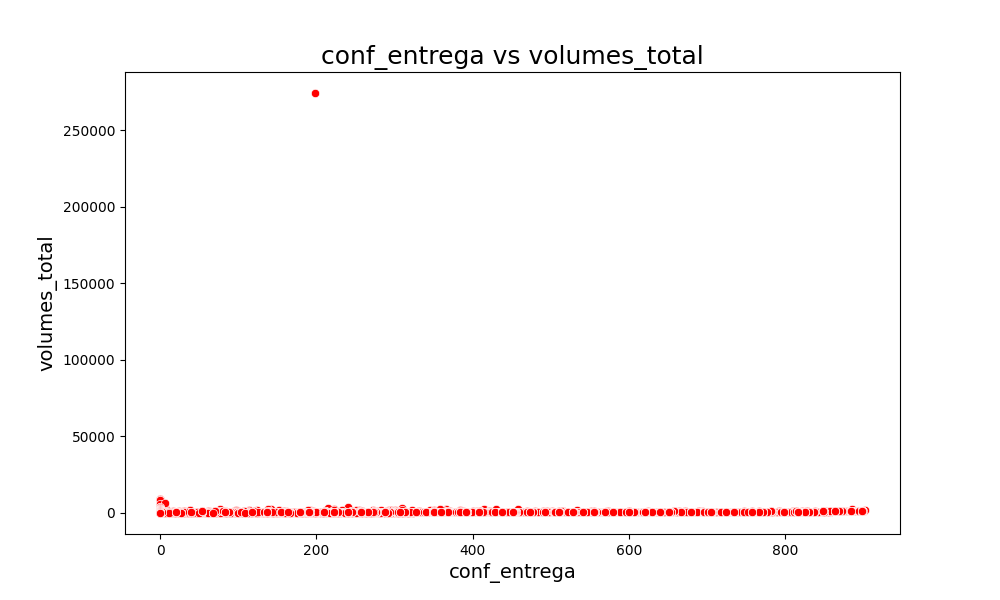 conf_entrega vs volumes_total
volumes_total
250000
200000
150000
100000
50000
0
0 200 400 600 800
conf_entrega